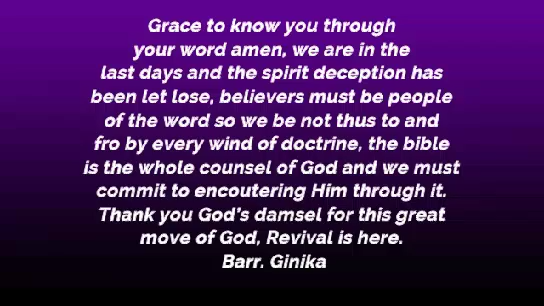 Grace to know you through
your word amen, we are in the
last days and the spirit deception has
been let lose, believers must be people
of the word so we be not thus to and
fro by every wind of doctrine, the bible
is the whole counsel of God and we must
commit to encoutering Him through it.
Thank you God's damsel for this great
move of God, Revival is here.
Barr. Ginika